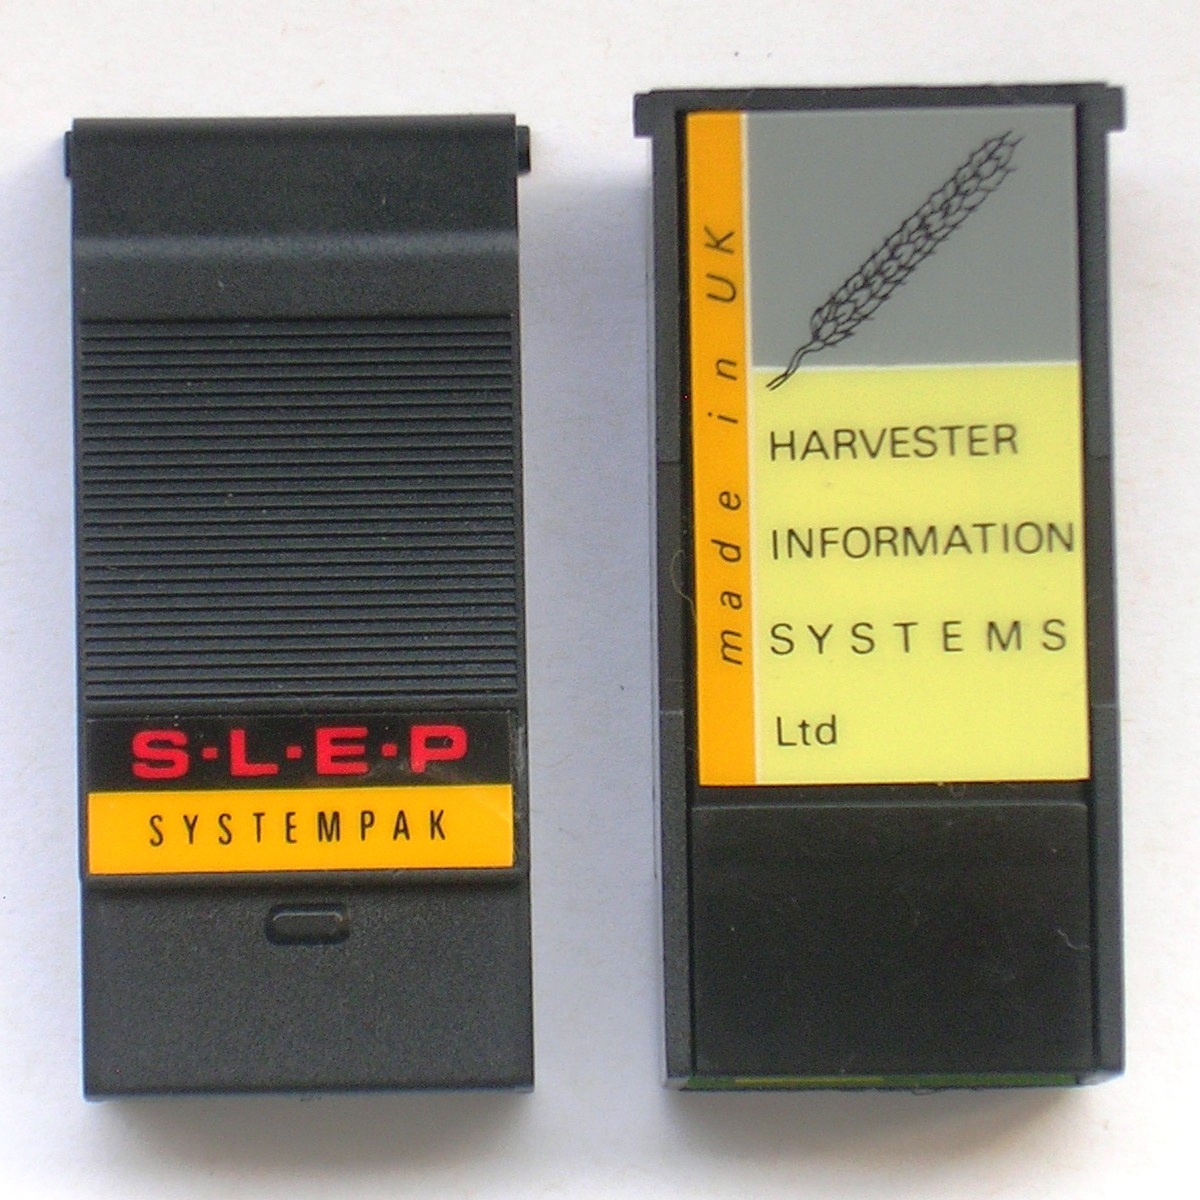 S·L·E·P
SYSTEMPAK
made in UK
HARVESTER
INFORMATION
SYSTEMS
Ltd